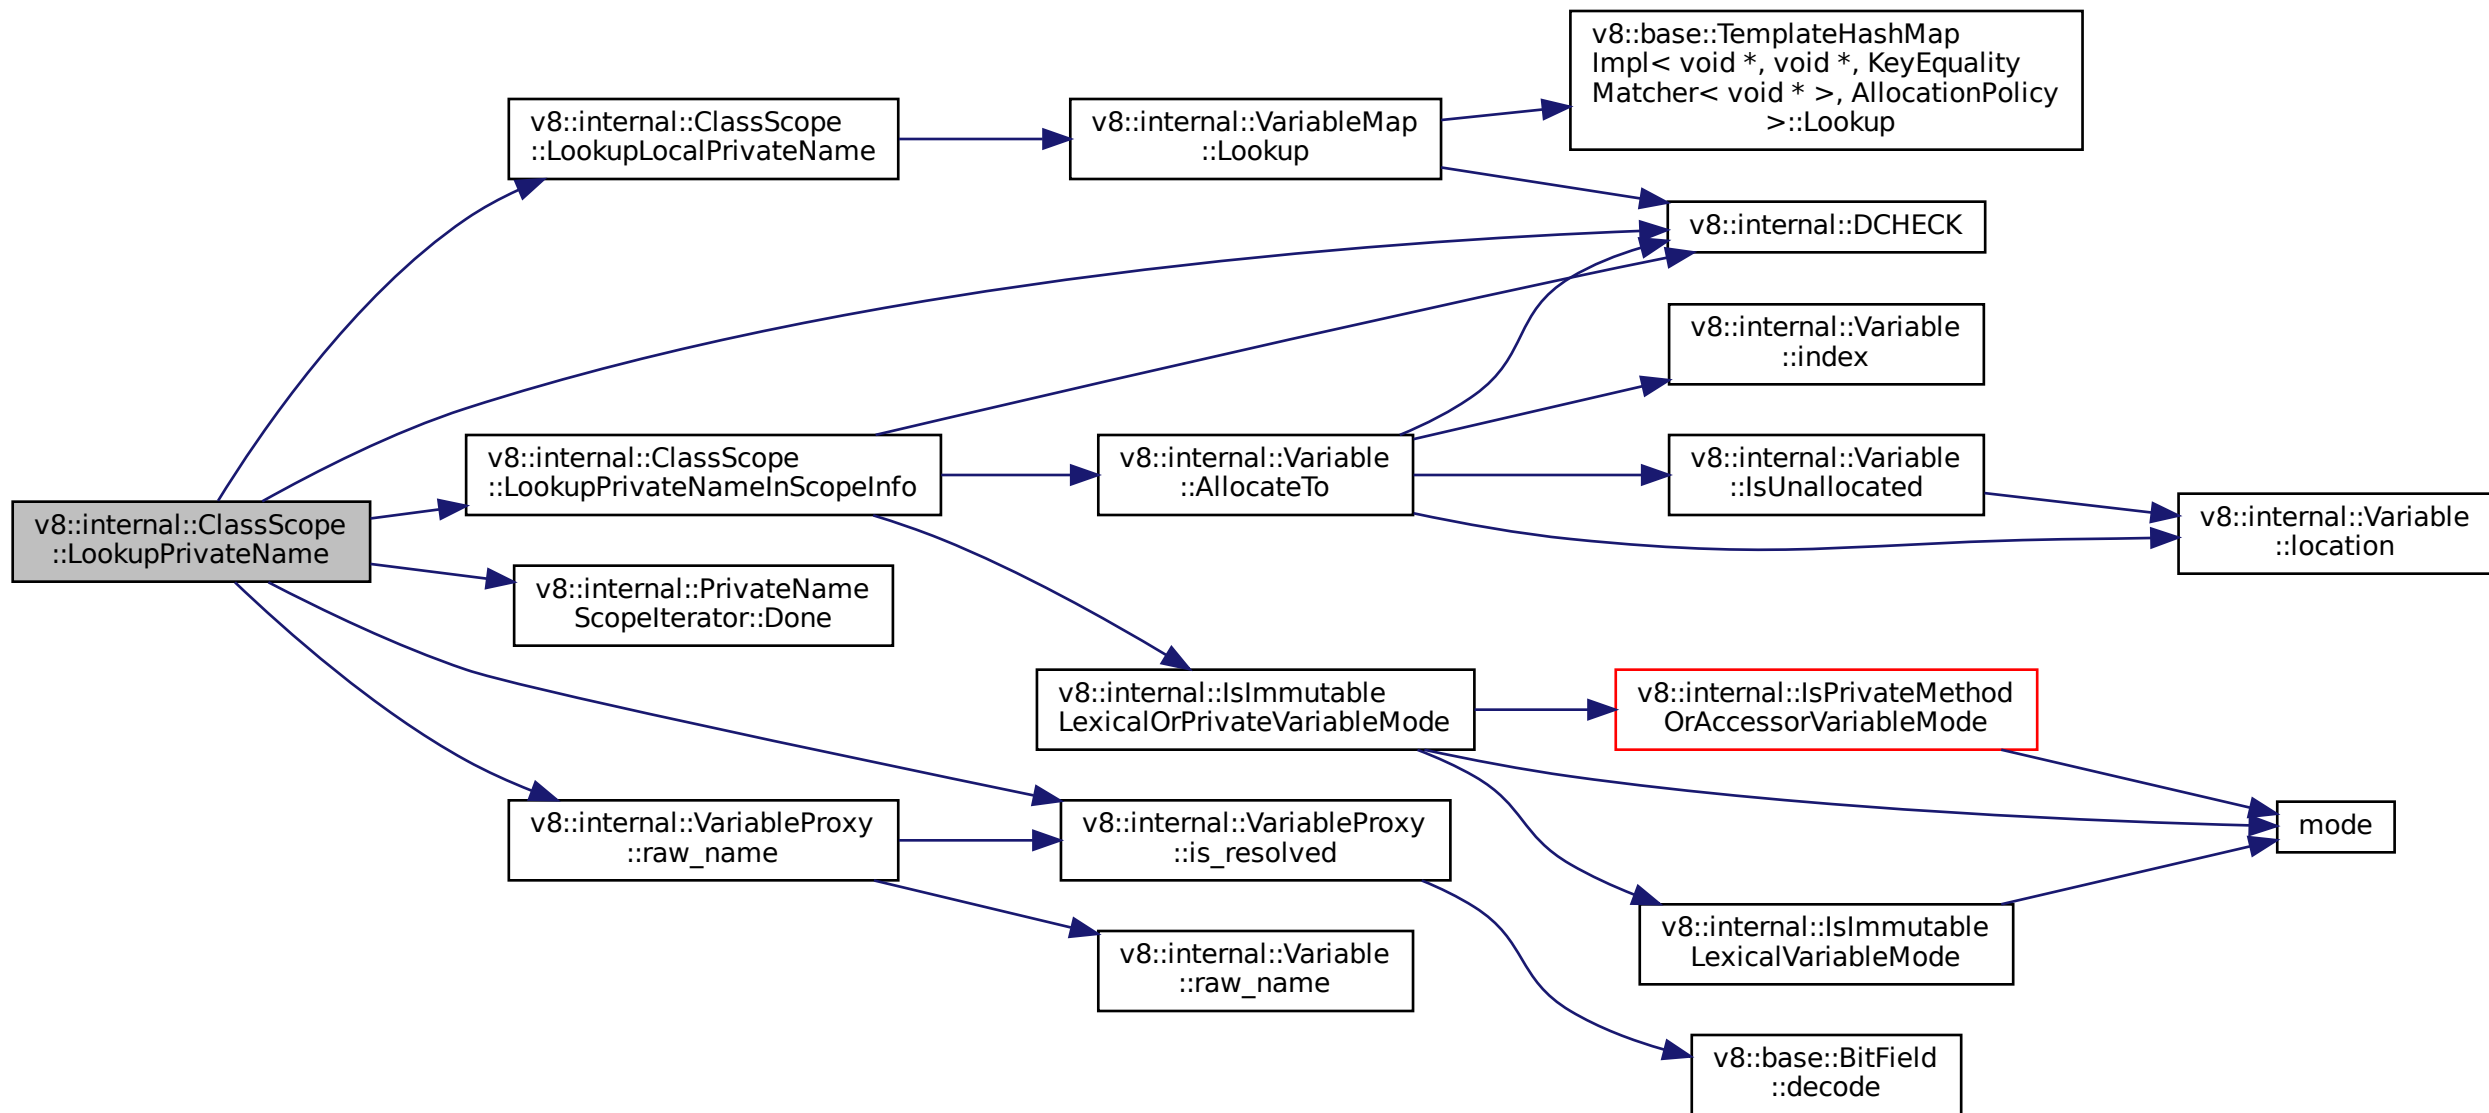 v8::base::TemplateHashMap
Impl< void *, void *, KeyEquality
Matcher< void * >, AllocationPolicy
>::Lookup
v8::internal::ClassScope
::LookupLocalPrivateName
v8::internal::VariableMap
::Lookup
v8::internal::DCHECK
v8::internal::Variable
::index
v8::internal::ClassScope
::LookupPrivateNameInScopeInfo
v8::internal::Variable
::AllocateTo
v8::internal::Variable
::IsUnallocated
v8::internal::Variable
::location
v8::internal::ClassScope
::LookupPrivateName
v8::internal::PrivateName
ScopeIterator::Done
v8::internal::IsImmutable
LexicalOrPrivateVariableMode
v8::internal::IsPrivateMethod
OrAccessorVariableMode
mode
v8::internal::VariableProxy
::raw_name
v8::internal::VariableProxy
::is_resolved
v8::internal::IsImmutable
LexicalVariableMode
v8::internal::Variable
::raw_name
v8::base::BitField
::decode